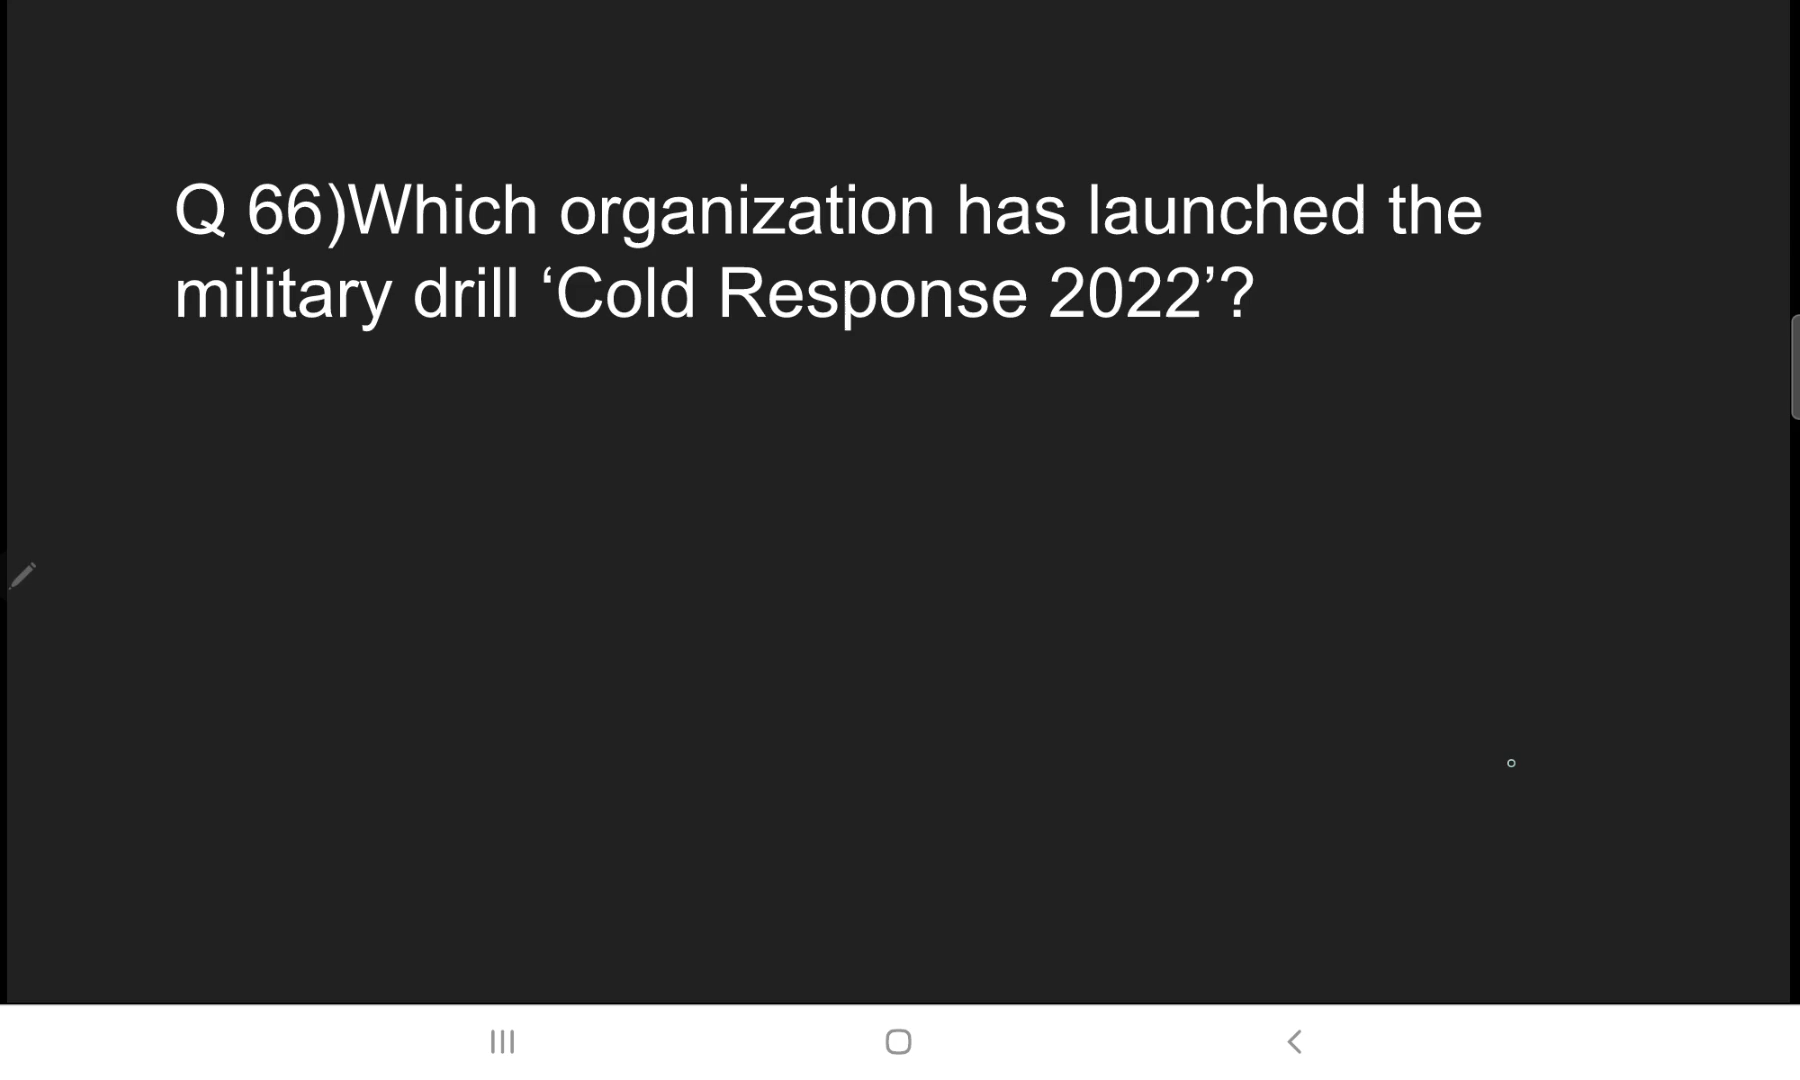 Q 66)Which organization has launched the
military drill ‘Cold Response 2022’?